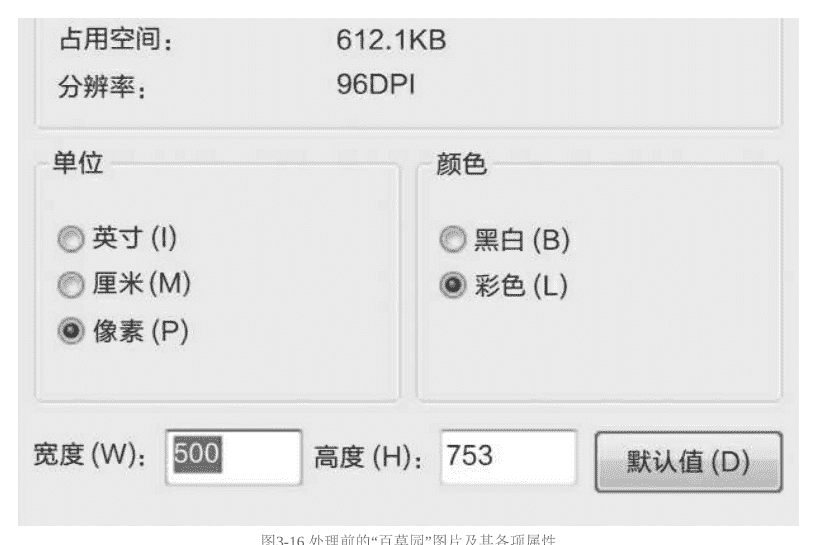 占用空间： 612.1KB
分辨率： 96DPI
单位 颜色
英寸 (I) 黑白 (B)
厘米 (M) 彩色 (L)
像素 (P)
宽度 (W)： 500 高度 (H)： 753 默认值 (D)
图3-16 处理前的“百草园”图片及其各项属性